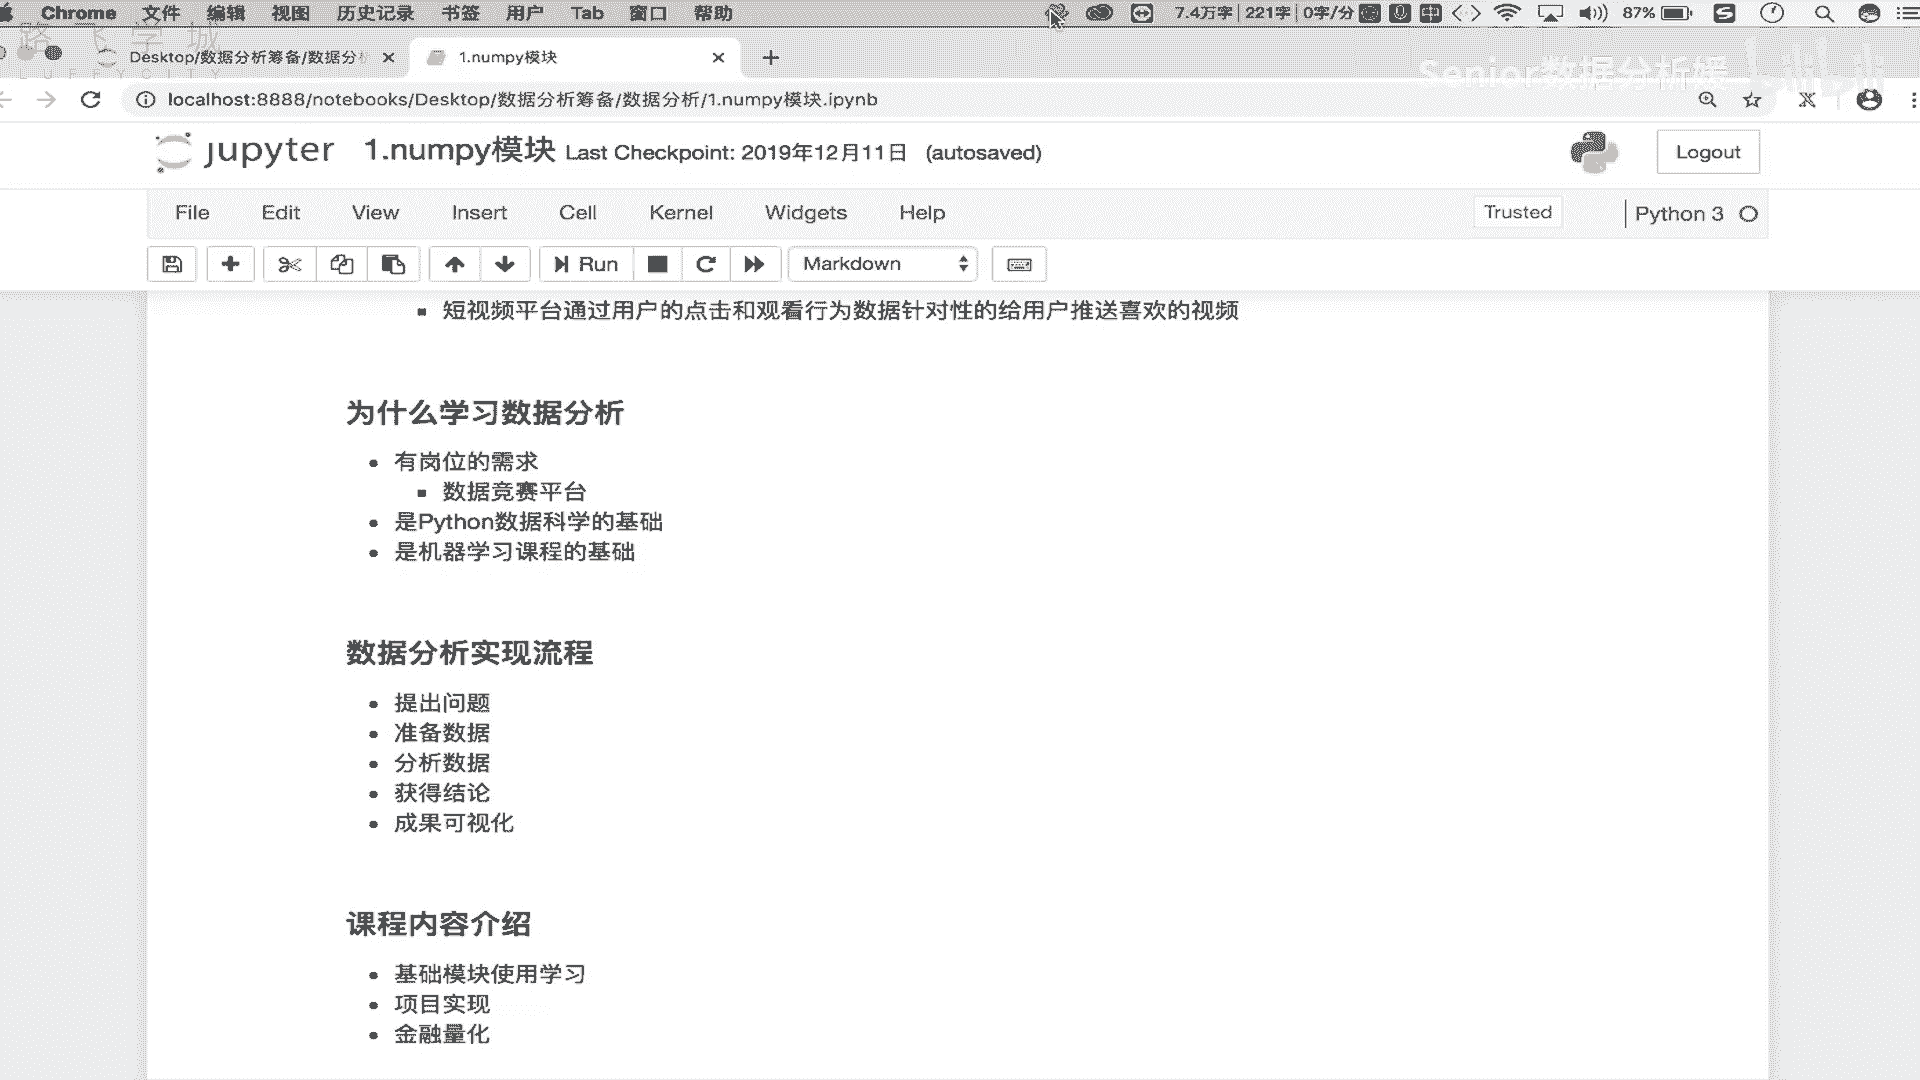 Chrome 文件 编辑 视图 历史记录 书签 用户 Tab 窗口 帮助 7.4万字 221字 0字/分 中 87%
路飞学城
LUFFYCITY
Desktop/数据分析筹备/数据分析 1.numpy模块
Senior数据分析媛 bilibili
localhost:8888/notebooks/Desktop/数据分析筹备/数据分析/1.numpy模块.ipynb
jupyter 1.numpy模块 Last Checkpoint: 2019年12月11日 (autosaved) Logout
File Edit View Insert Cell Kernel Widgets Help Trusted Python 3
Run Markdown
短视频平台通过用户的点击和观看行为数据针对性的给用户推送喜欢的视频
为什么学习数据分析
有岗位的需求
数据竞赛平台
是Python数据科学的基础
是机器学习课程的基础
数据分析实现流程
提出问题
准备数据
分析数据
获得结论
成果可视化
课程内容介绍
基础模块使用学习
项目实现
金融量化